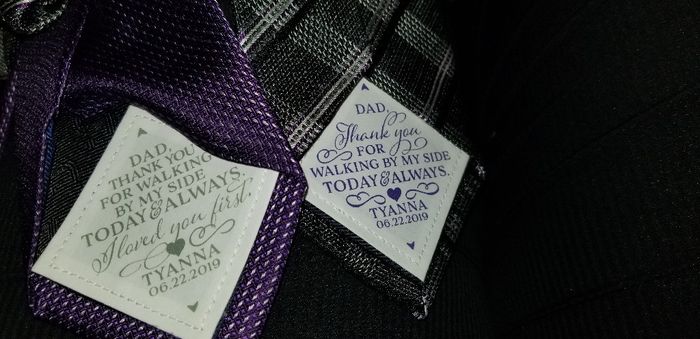 DAD,
THANK YOU
FOR WALKING
BY MY SIDE
TODAY & ALWAYS.
I loved you first.
TYANNA
06.22.2019
DAD,
Thank you
FOR
WALKING BY MY SIDE
TODAY & ALWAYS.
TYANNA
06.22.2019